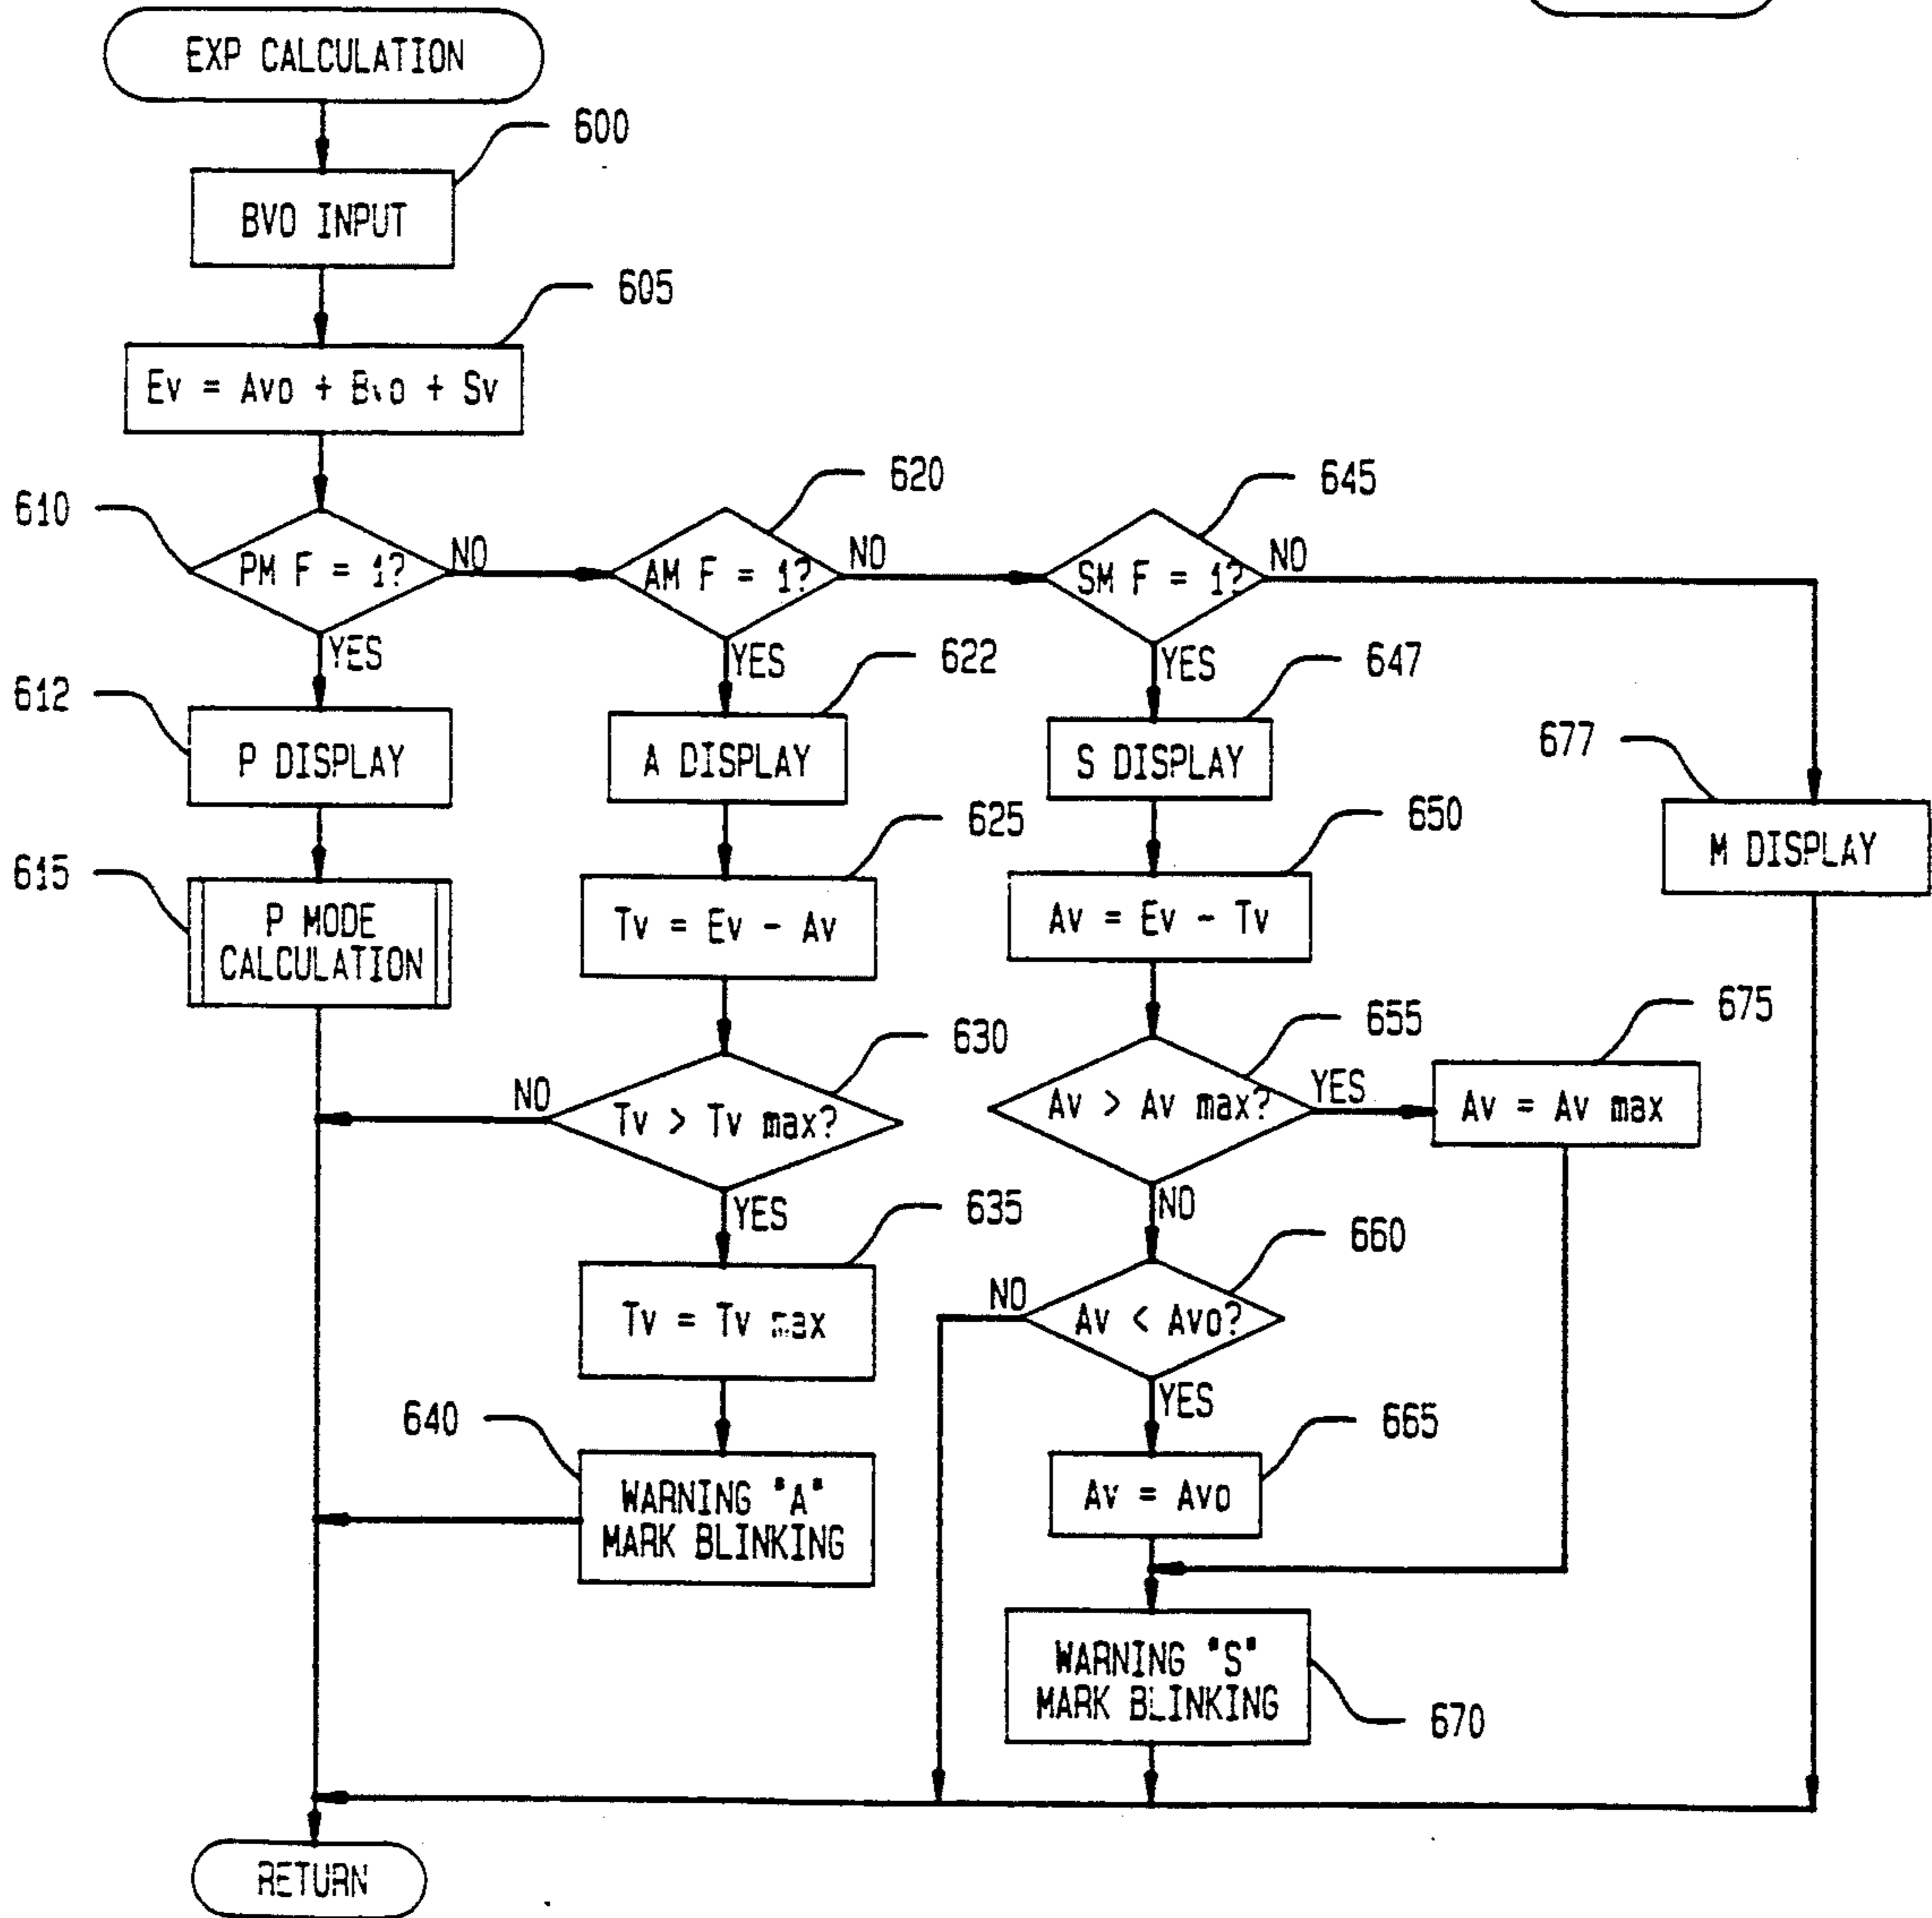 EXP CALCULATION
600
BVO INPUT
605
Ev = Avo + Bvo + Sv
610
PM F = 1?
NO
YES
620
AM F = 1?
NO
YES
645
SM F = 1?
NO
YES
612
P DISPLAY
622
A DISPLAY
647
S DISPLAY
677
M DISPLAY
615
P MODE
CALCULATION
625
Tv = Ev - Av
650
Av = Ev - Tv
630
Tv > Tv max?
NO
YES
655
Av > Av max?
YES
NO
675
Av = Av max
635
Tv = Tv max
660
Av < Avo?
NO
YES
640
WARNING "A"
MARK BLINKING
665
Av = Avo
WARNING "S"
MARK BLINKING
670
RETURN